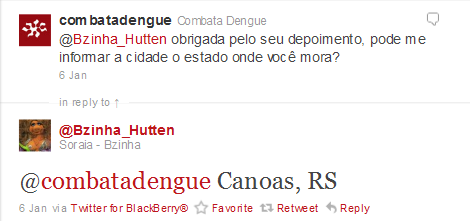 combatadengue Combata Dengue
@Bzinha_Hutten obrigada pelo seu depoimento, pode me
informar a cidade o estado onde você mora?
6 Jan
in reply to ↑
@Bzinha_Hutten
Soraia - Bzinha
@combatadengue Canoas, RS
6 Jan via Twitter for BlackBerry® Favorite Retweet Reply